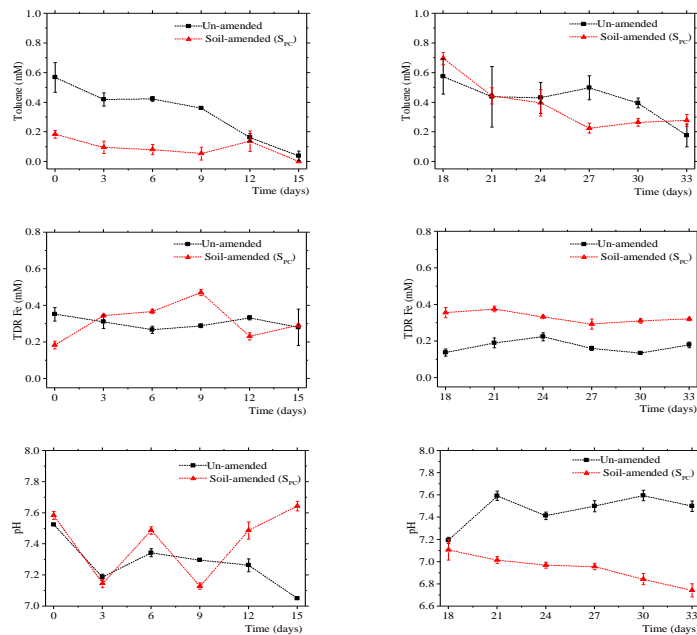 Toluene (mM)
0.8
0.6
0.4
0.2
0.0
Un-amended
Soil-amended (SPC)
0
3
6
9
12
15
Time (days)
Toluene (mM)
0.8
0.6
0.4
0.2
0.0
Un-amended
Soil-amended (SPC)
18
21
24
27
30
33
Time (days)
TDR Fe (mM)
0.8
0.6
0.4
0.2
0.0
Un-amended
Soil-amended (SPC)
0
3
6
9
12
15
Time (days)
TDR Fe (mM)
0.8
0.6
0.4
0.2
0.0
Un-amended
Soil-amended (SPC)
18
21
24
27
30
33
Time (days)
pH
8.0
7.8
7.6
7.4
7.2
7.0
Un-amended
Soil-amended (SPC)
0
3
6
9
12
15
Time (days)
pH
8.0
7.8
7.6
7.4
7.2
7.0
6.8
6.6
Un-amended
Soil-amended (SPC)
18
21
24
27
30
33
Time (days)